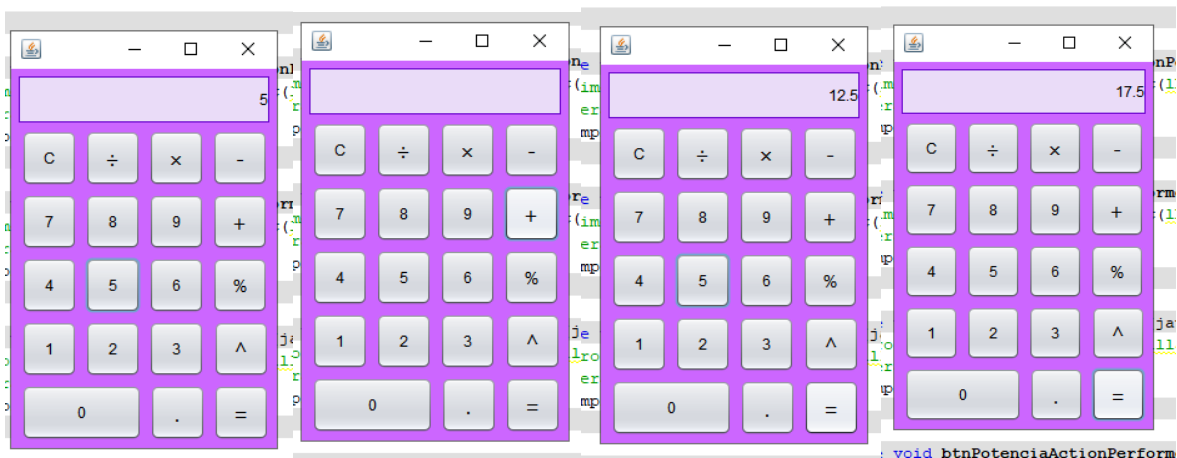 5
C ÷ × -
7 8 9 +
4 5 6 %
1 2 3 ^
0 . =
C ÷ × -
7 8 9 +
4 5 6 %
1 2 3 ^
0 . =
12.5
C ÷ × -
7 8 9 +
4 5 6 %
1 2 3 ^
0 . =
17.5
C ÷ × -
7 8 9 +
4 5 6 %
1 2 3 ^
0 . =
void btnPotenciaActionPerform